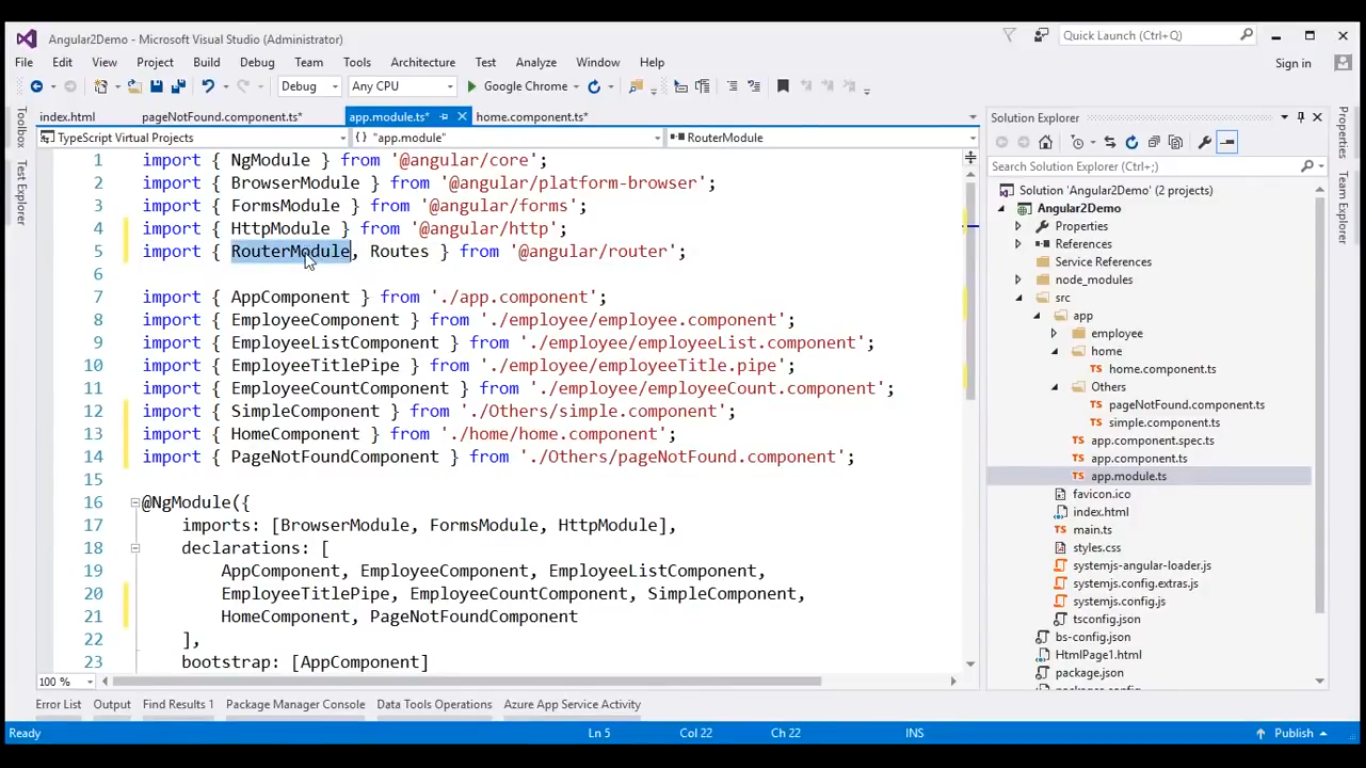 Angular2Demo - Microsoft Visual Studio (Administrator)
Quick Launch (Ctrl+Q)
File Edit View Project Build Debug Team Tools Architecture Test Analyze Window Help
Sign in
Debug Any CPU Google Chrome
Toolbox
Test Explorer
index.html pageNotFound.component.ts* app.module.ts* home.component.ts*
TypeScript Virtual Projects {} "app.module" RouterModule
1 import { NgModule } from '@angular/core';
2 import { BrowserModule } from '@angular/platform-browser';
3 import { FormsModule } from '@angular/forms';
4 import { HttpModule } from '@angular/http';
5 import { RouterModule, Routes } from '@angular/router';
6
7 import { AppComponent } from './app.component';
8 import { EmployeeComponent } from './employee/employee.component';
9 import { EmployeeListComponent } from './employee/employeeList.component';
10 import { EmployeeTitlePipe } from './employee/employeeTitle.pipe';
11 import { EmployeeCountComponent } from './employee/employeeCount.component';
12 import { SimpleComponent } from './Others/simple.component';
13 import { HomeComponent } from './home/home.component';
14 import { PageNotFoundComponent } from './Others/pageNotFound.component';
15
16 @NgModule({
17 imports: [BrowserModule, FormsModule, HttpModule],
18 declarations: [
19 AppComponent, EmployeeComponent, EmployeeListComponent,
20 EmployeeTitlePipe, EmployeeCountComponent, SimpleComponent,
21 HomeComponent, PageNotFoundComponent
22 ],
23 bootstrap: [AppComponent]
100 %
Solution Explorer
Search Solution Explorer (Ctrl+;)
Solution 'Angular2Demo' (2 projects)
Angular2Demo
Properties
References
Service References
node_modules
src
app
employee
home
TS home.component.ts
Others
TS pageNotFound.component.ts
TS simple.component.ts
TS app.component.spec.ts
TS app.component.ts
TS app.module.ts
favicon.ico
index.html
TS main.ts
styles.css
systemjs-angular-loader.js
systemjs.config.extras.js
systemjs.config.js
tsconfig.json
bs-config.json
HtmlPage1.html
package.json
Properties
Team Explorer
Error List Output Find Results 1 Package Manager Console Data Tools Operations Azure App Service Activity
Ready Ln 5 Col 22 Ch 22 INS Publish